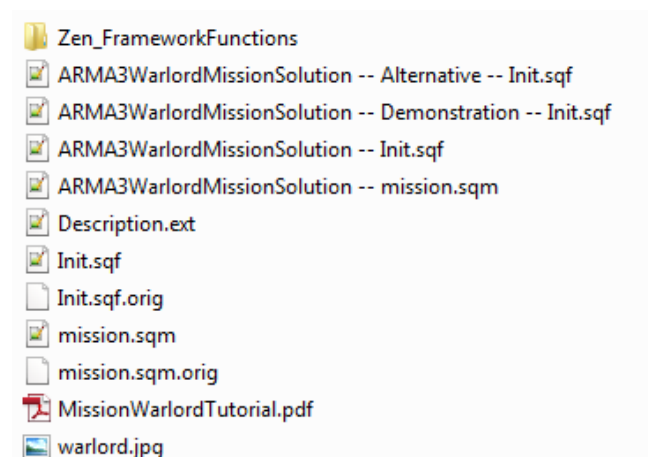 Zen_FrameworkFunctions
ARMA3WarlordMissionSolution -- Alternative -- Init.sqf
ARMA3WarlordMissionSolution -- Demonstration -- Init.sqf
ARMA3WarlordMissionSolution -- Init.sqf
ARMA3WarlordMissionSolution -- mission.sqm
Description.ext
Init.sqf
Init.sqf.orig
mission.sqm
mission.sqm.orig
MissionWarlordTutorial.pdf
warlord.jpg